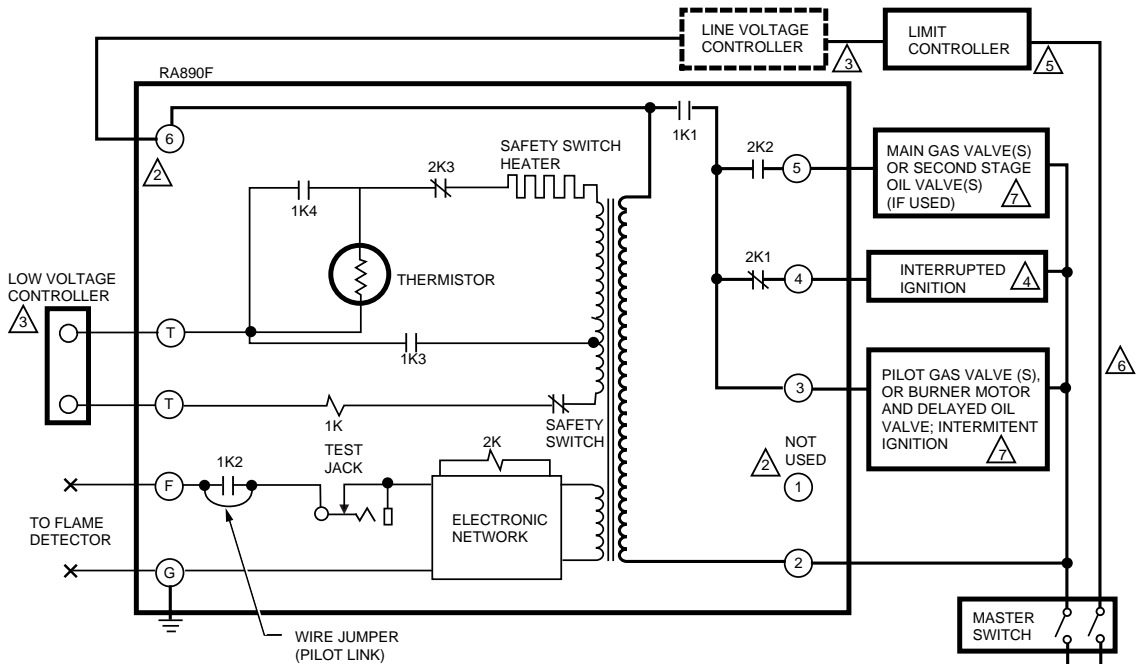 LINE VOLTAGE
CONTROLLER
3
LIMIT
CONTROLLER
5
RA890F
6
2
1K1
SAFETY SWITCH
HEATER
2K3
1K4
THERMISTOR
2K2
5
MAIN GAS VALVE(S)
OR SECOND STAGE
OIL VALVE(S)
(IF USED)
7
2K1
4
INTERRUPTED
IGNITION
4
LOW VOLTAGE
CONTROLLER
3
T
1K3
T
1K
SAFETY
SWITCH
3
PILOT GAS VALVE (S),
OR BURNER MOTOR
AND DELAYED OIL
VALVE; INTERMITENT
IGNITION
7
6
TEST
JACK
2K
1K2
F
NOT
USED
2
1
TO FLAME
DETECTOR
ELECTRONIC
NETWORK
G
2
WIRE JUMPER
(PILOT LINK)
MASTER
SWITCH